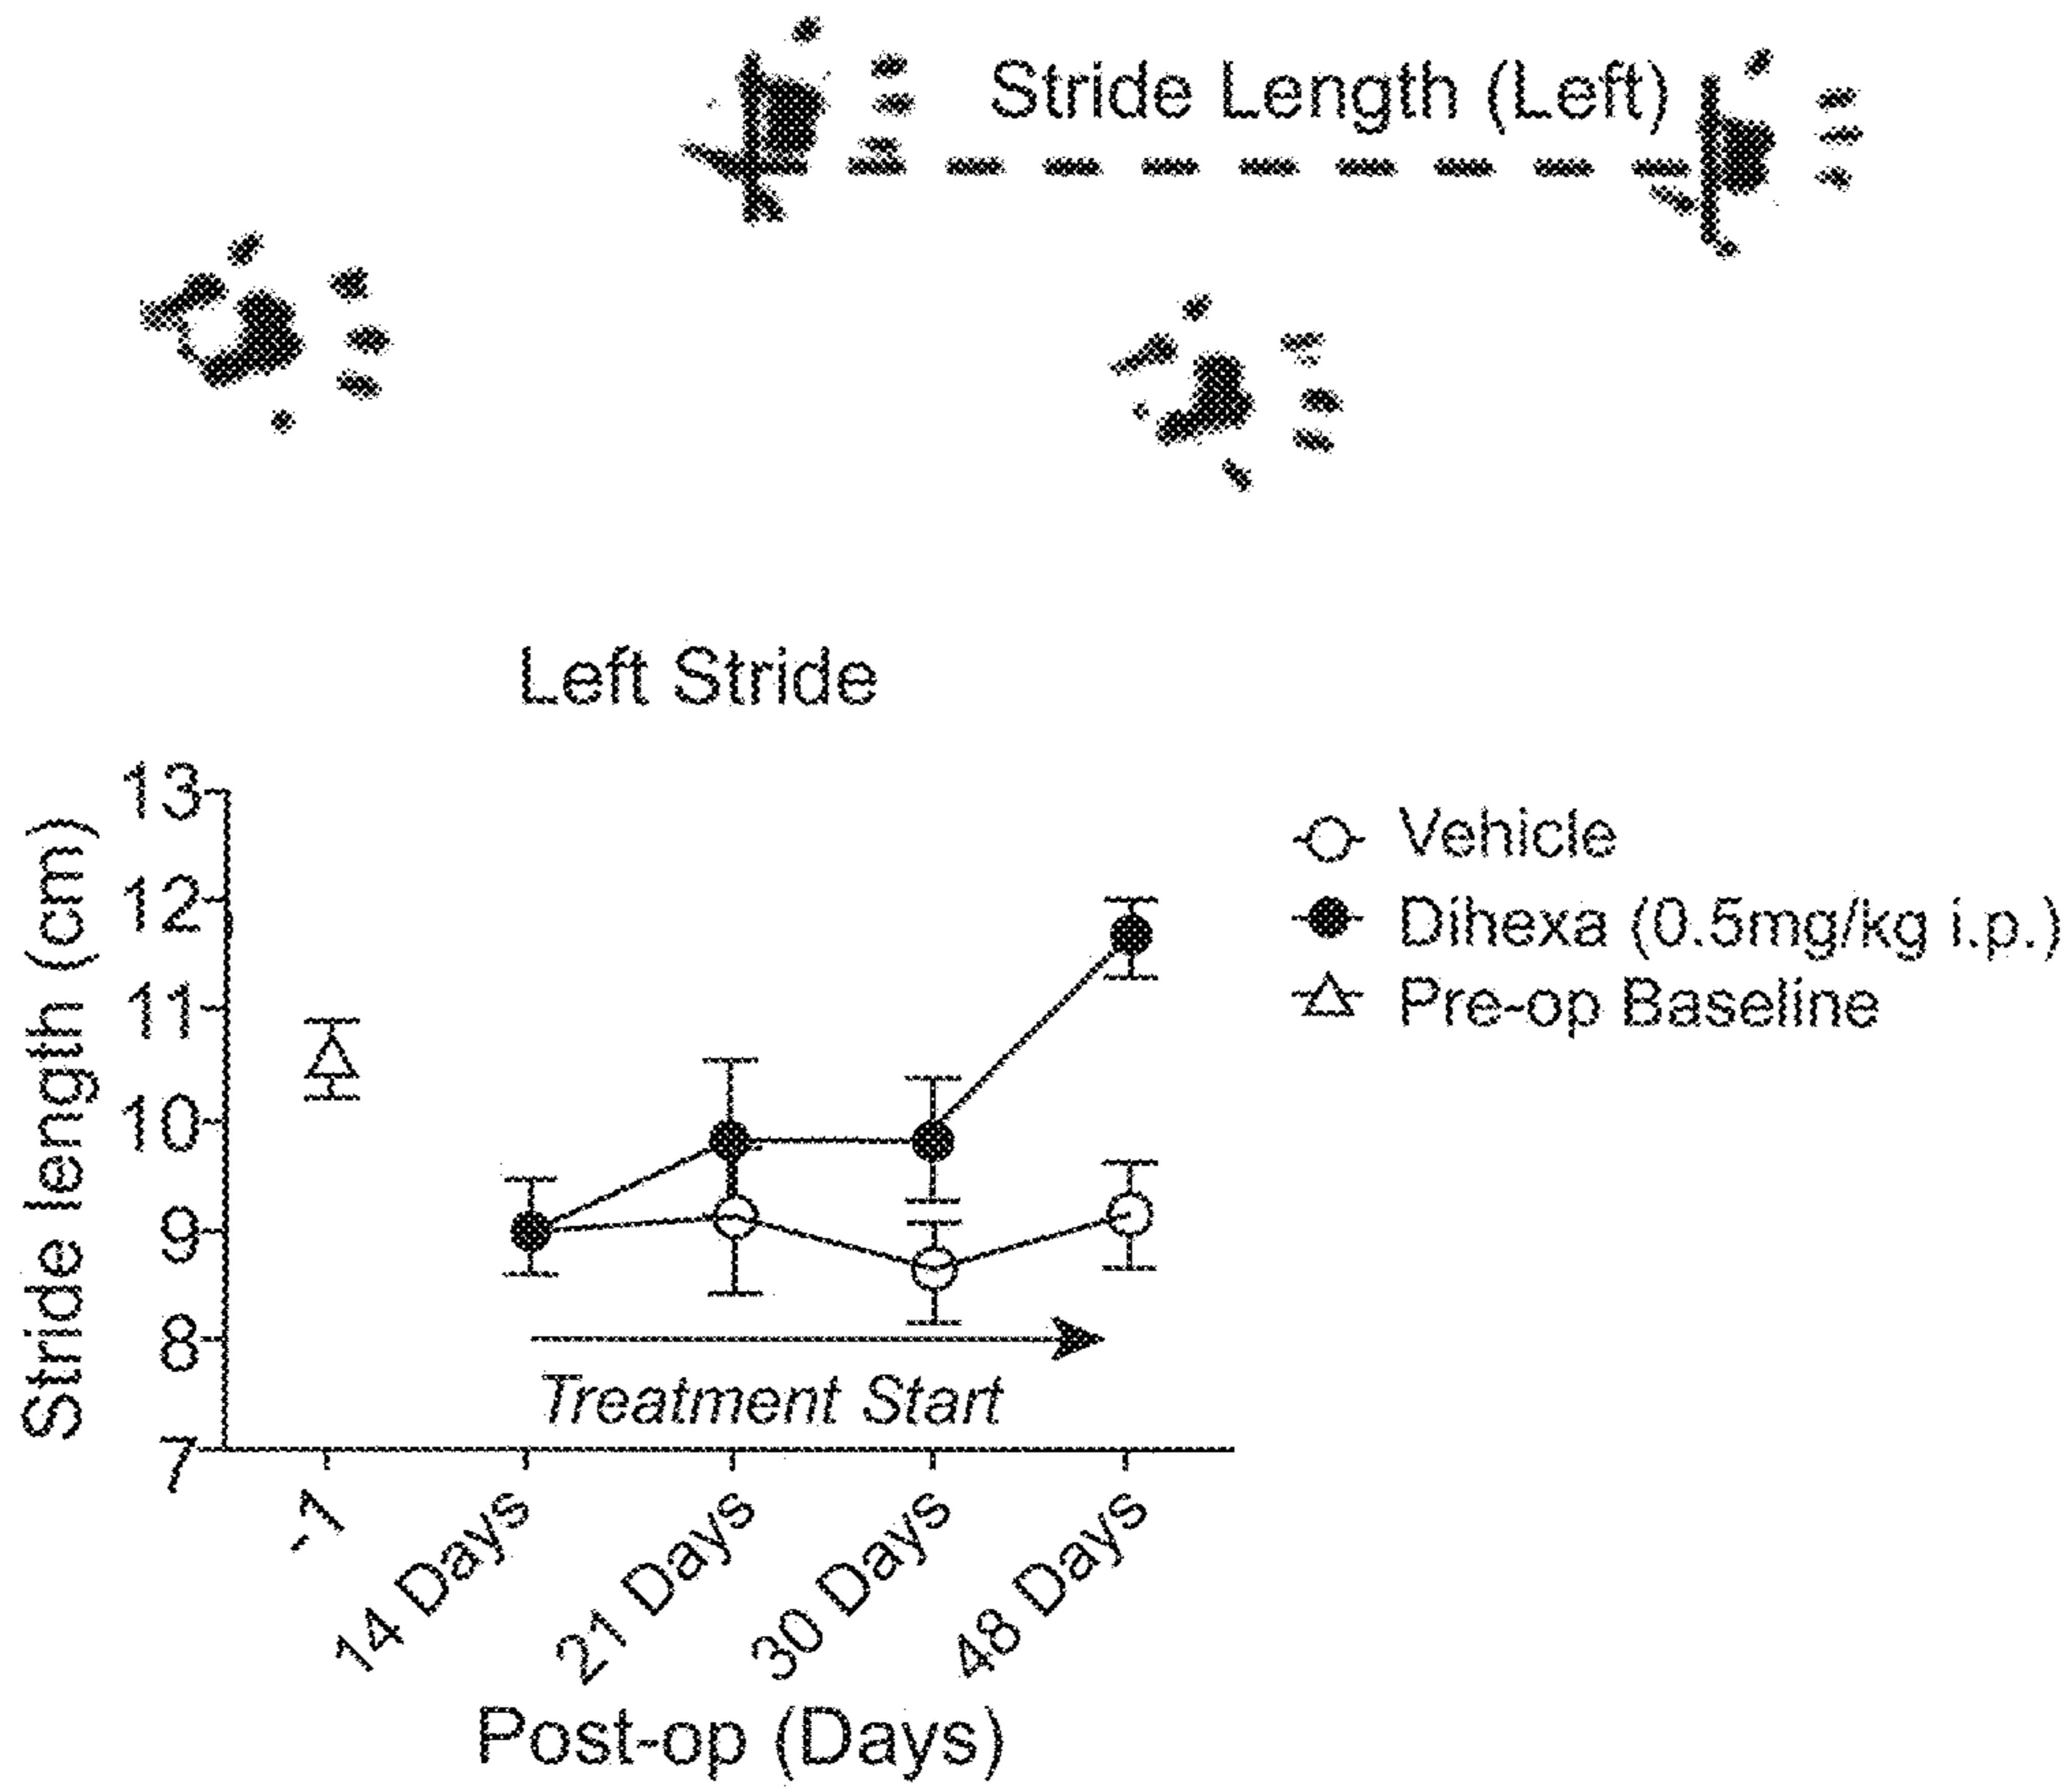 Stride Length (Left)
Left Stride
Stride length (cm)
13
12
11
10
9
8
7
Vehicle
Dihexa (0.5mg/kg i.p.)
Pre-op Baseline
Treatment Start
-1
14 Days
21 Days
30 Days
48 Days
Post-op (Days)